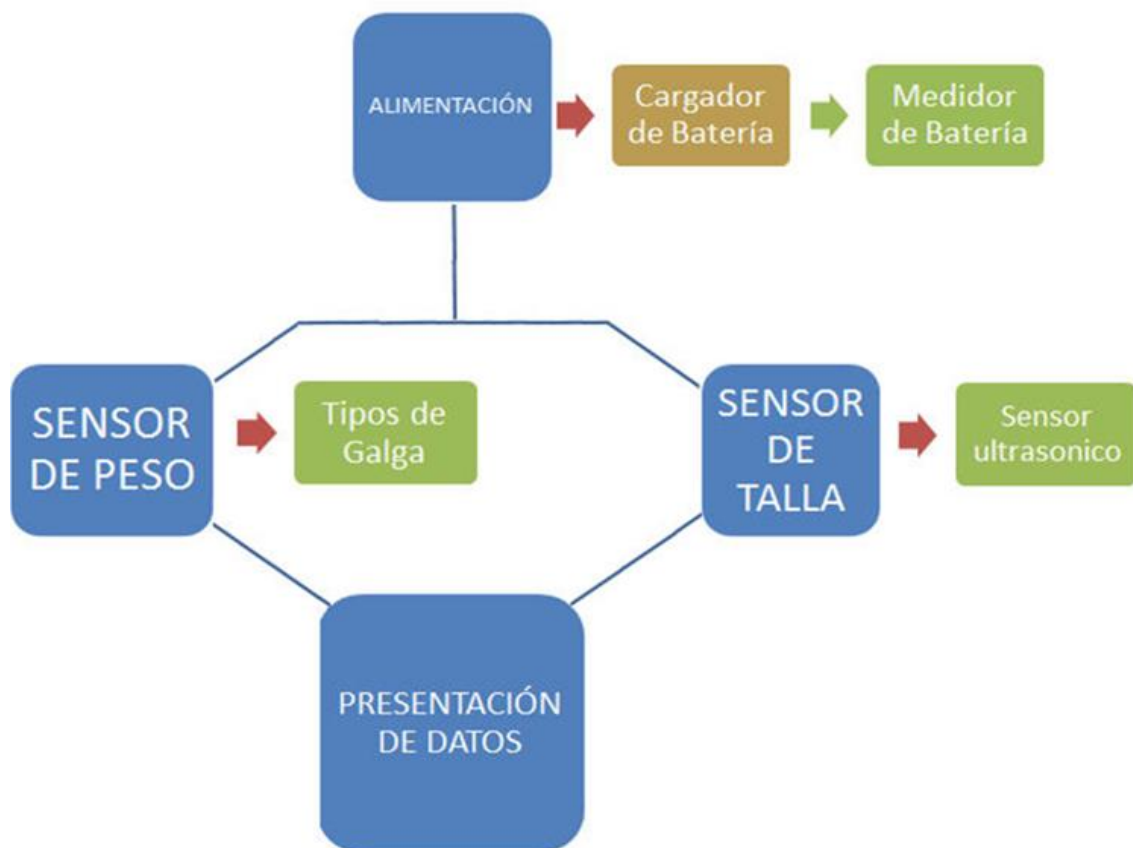 ALIMENTACIÓN
Cargador
de Batería
Medidor
de Batería
SENSOR
DE PESO
Tipos de
Galga
SENSOR
DE
TALLA
Sensor
ultrasonico
PRESENTACIÓN
DE DATOS